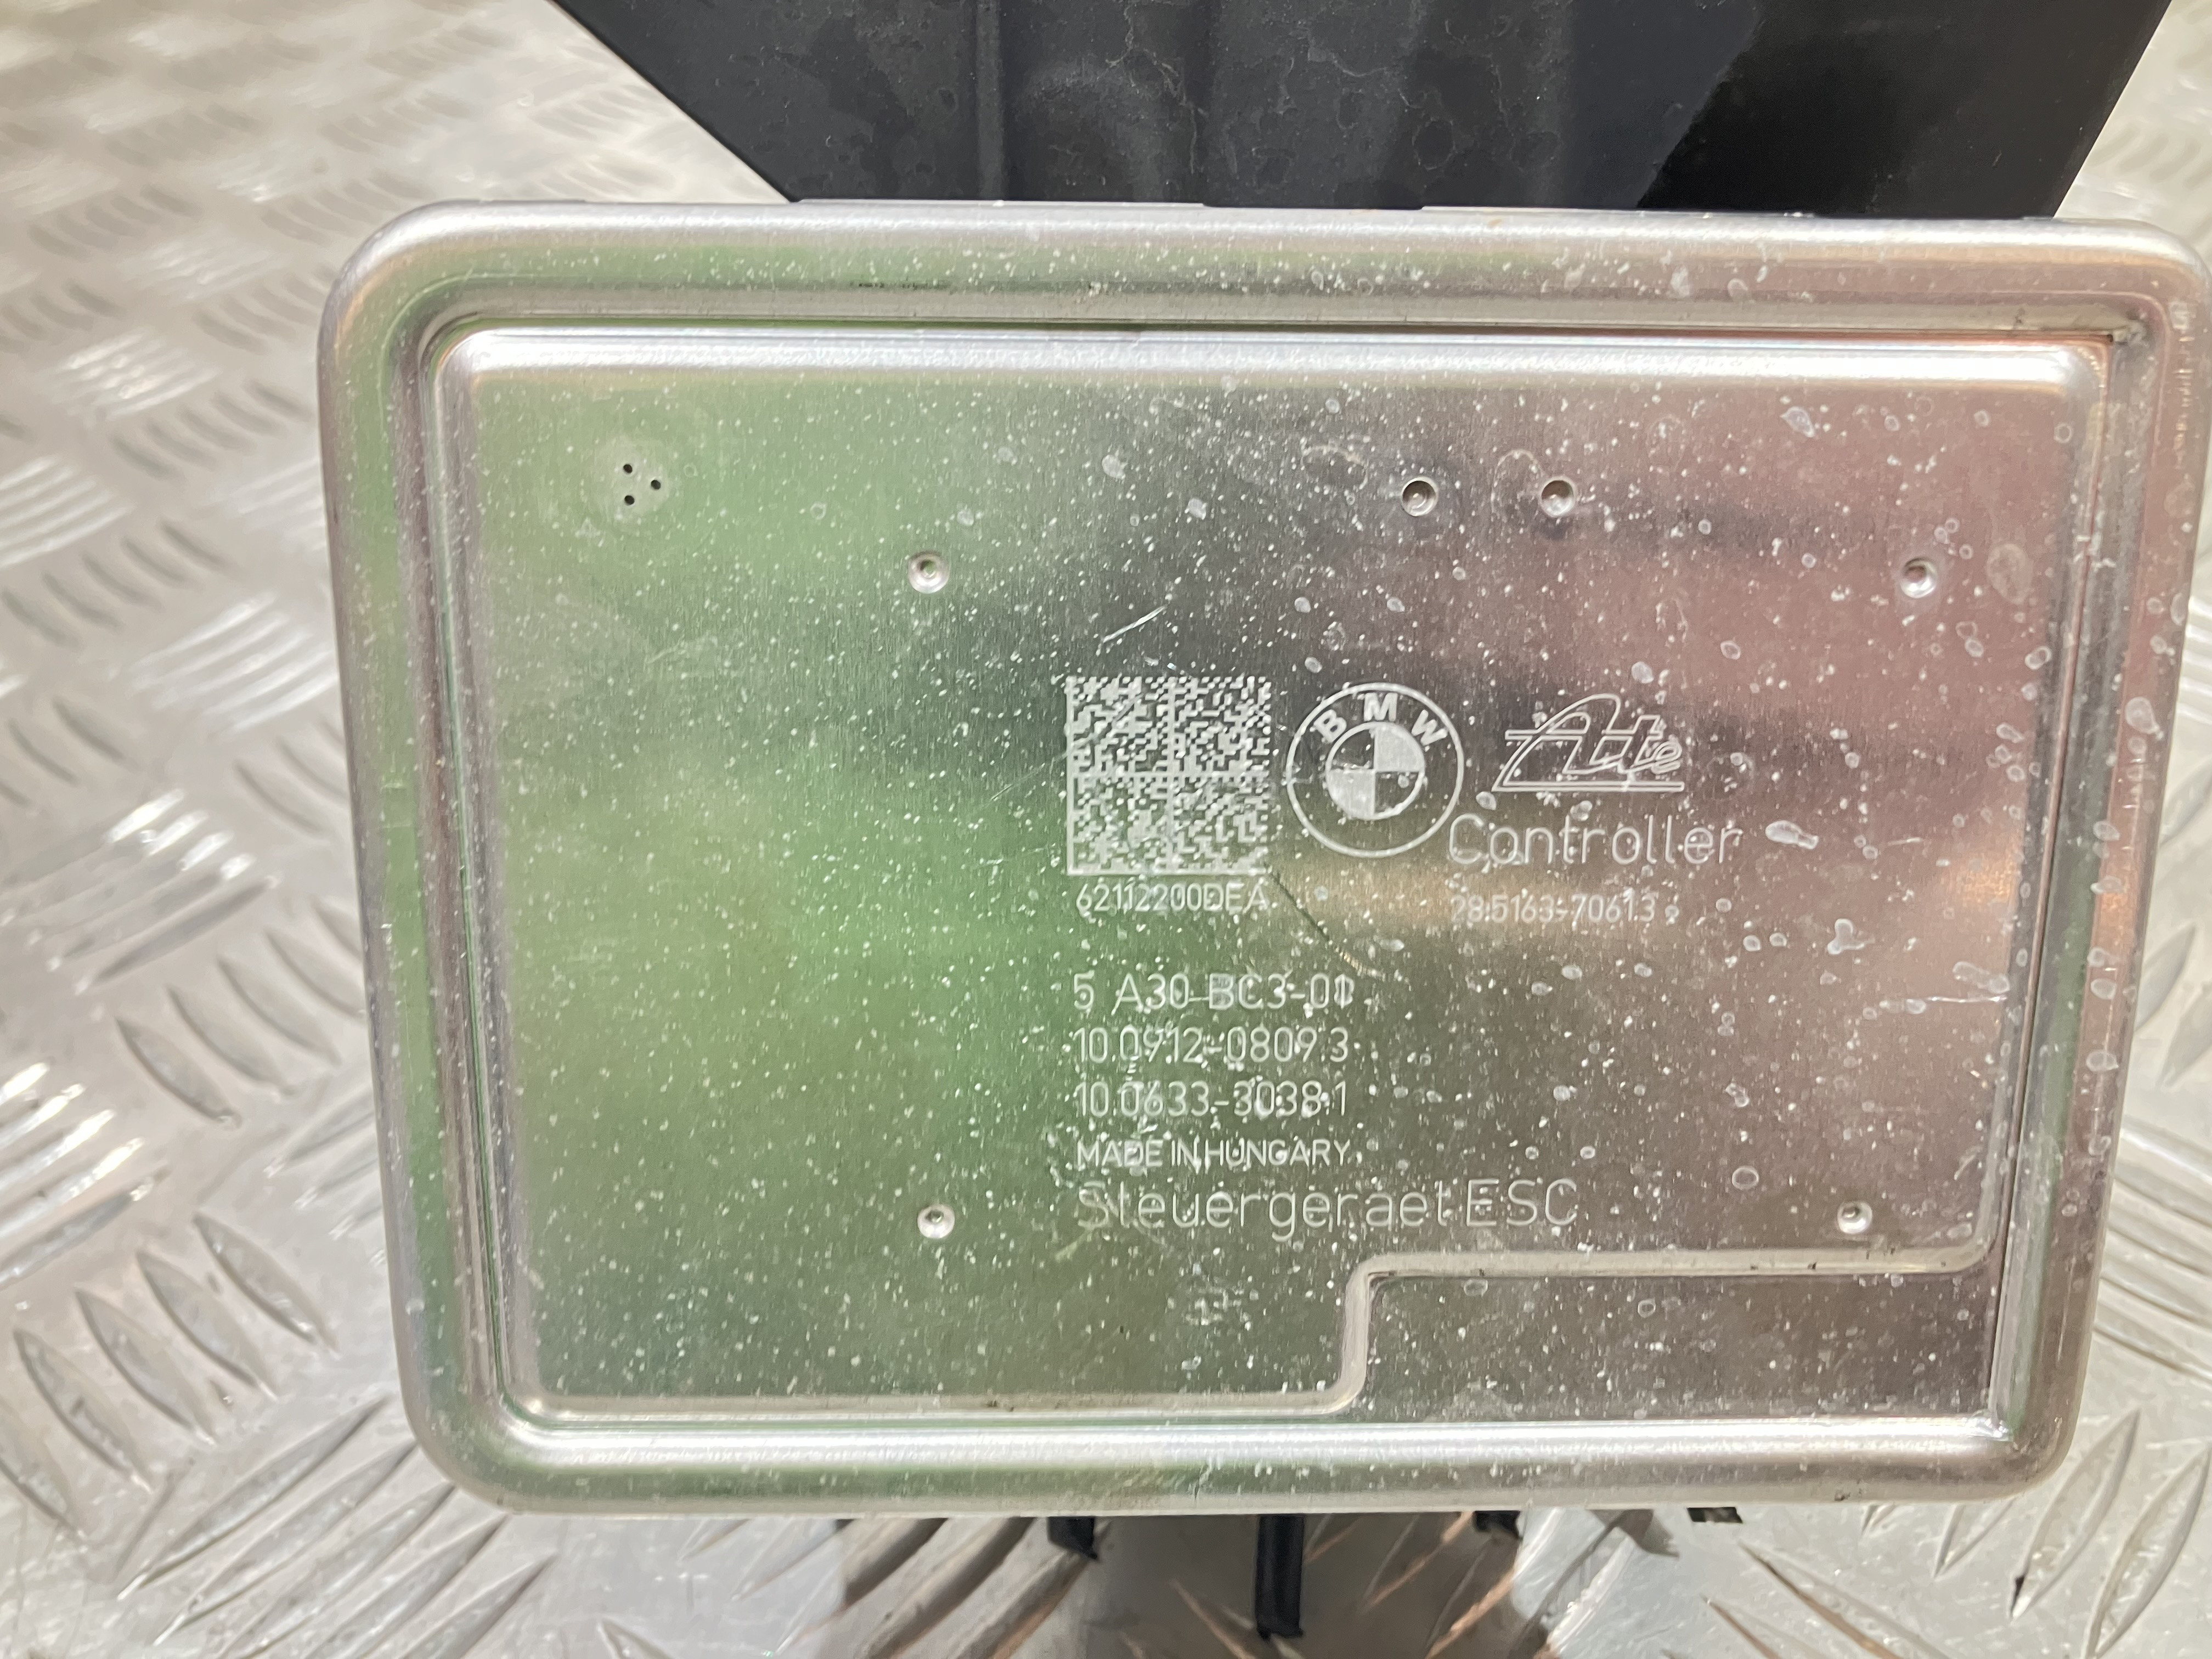 BMW
Ate
Controller
62112200DEA
28.5163-7061.3
5 A30 BC3-01
10.0912-0809.3
10.0633-3038.1
MADE IN HUNGARY
Steuergeraet ESC